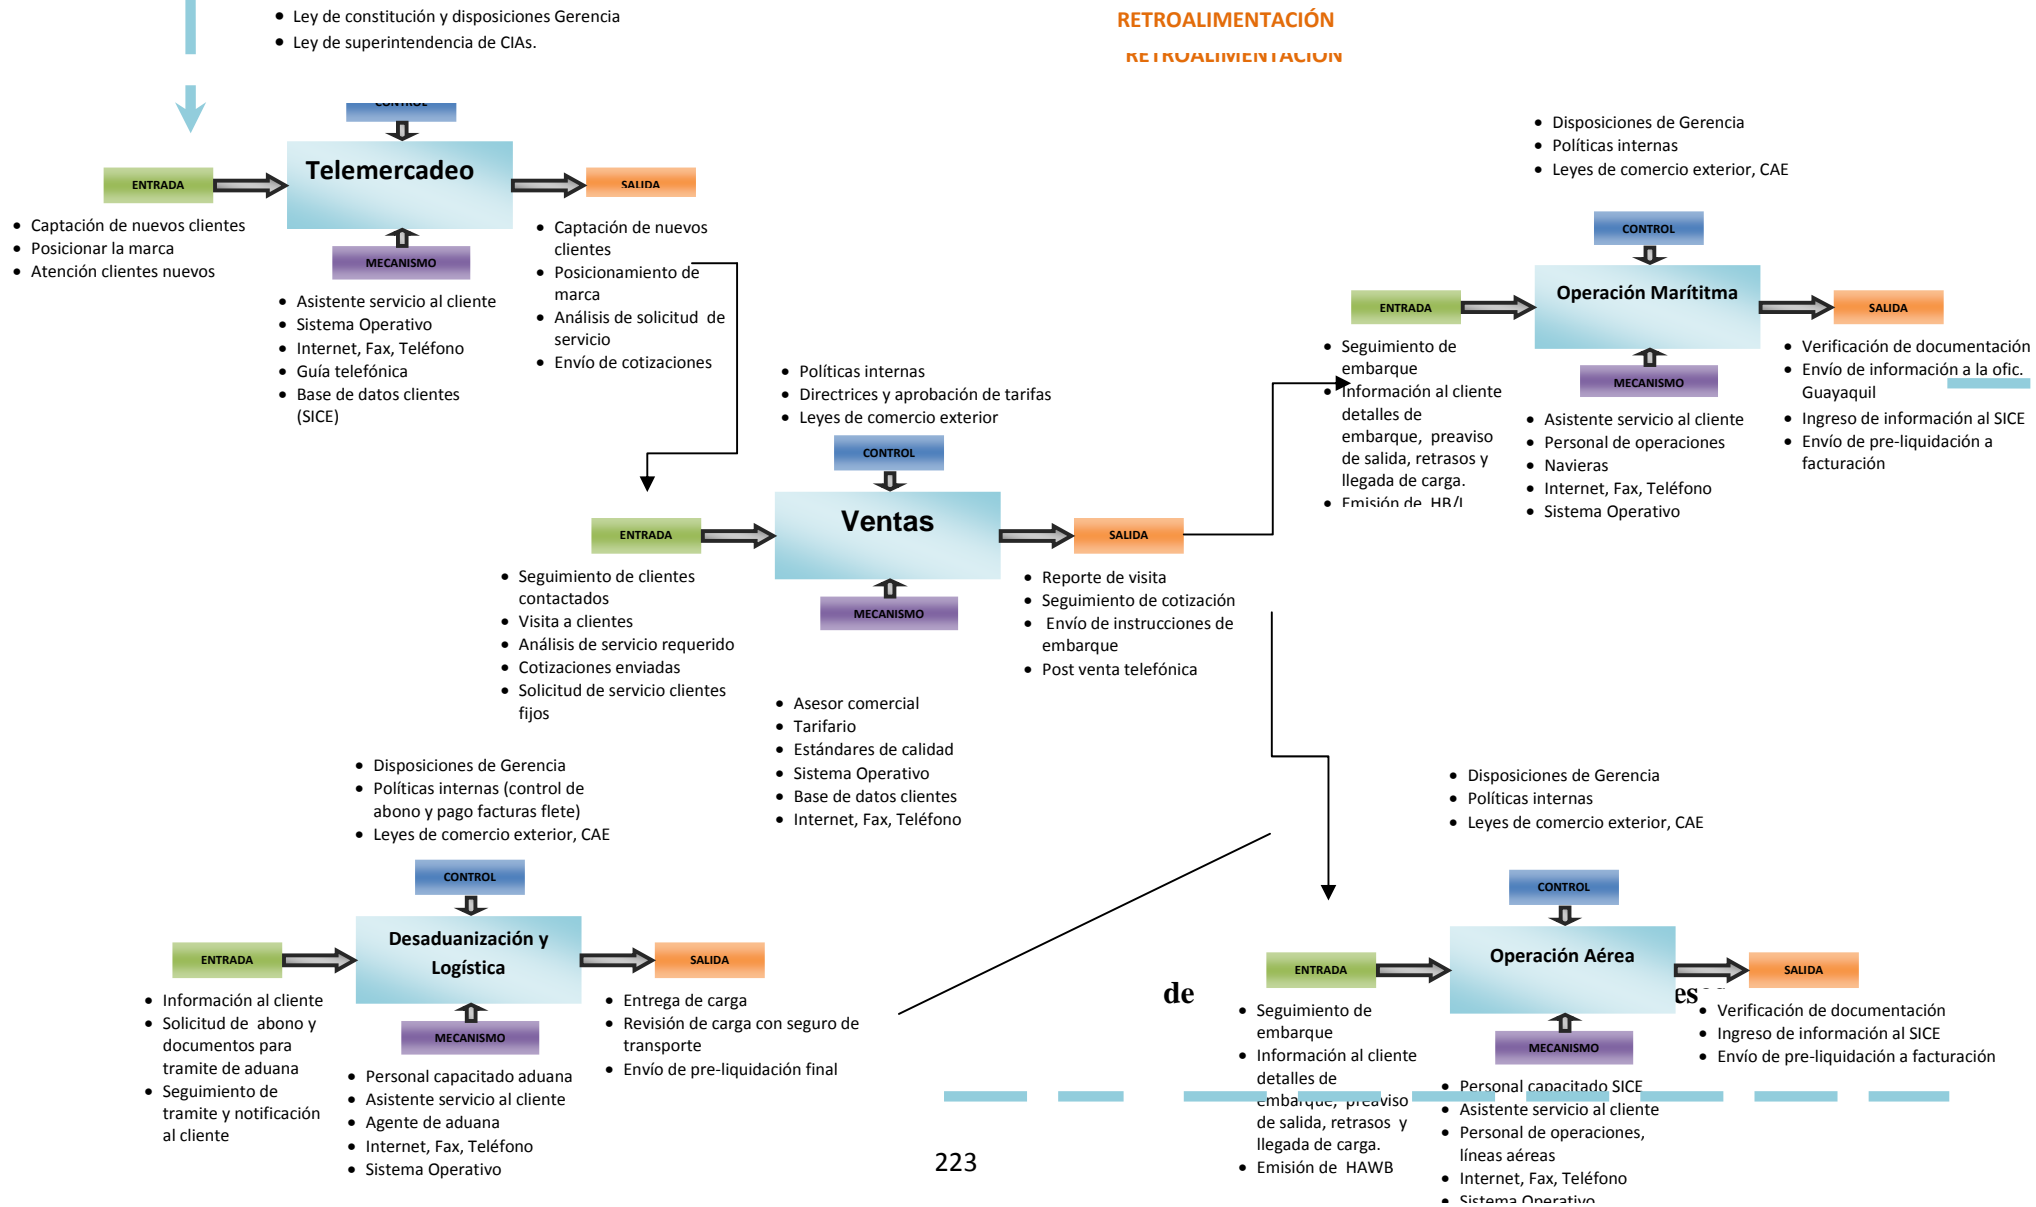 Ley de constitución y disposiciones Gerencia
Ley de superintendencia de CIAs.
RETROALIMENTACIÓN
RETROALIMENTACIÓN
CONTROL
Telemercadeo
ENTRADA
SALIDA
MECANISMO
Captación de nuevos clientes
Posicionar la marca
Atención clientes nuevos
Asistente servicio al cliente
Sistema Operativo
Internet, Fax, Teléfono
Guía telefónica
Base de datos clientes
(SICE)
Captación de nuevos
clientes
Posicionamiento de
marca
Análisis de solicitud de
servicio
Envío de cotizaciones
Disposiciones de Gerencia
Políticas internas
Leyes de comercio exterior, CAE
CONTROL
Operación Marítitma
ENTRADA
SALIDA
MECANISMO
Seguimiento de
embarque
Información al cliente
detalles de
embarque, preaviso
de salida, retrasos y
llegada de carga.
Emisión de HB/L
Asistente servicio al cliente
Personal de operaciones
Navieras
Internet, Fax, Teléfono
Sistema Operativo
Verificación de documentación
Envío de información a la ofic.
Guayaquil
Ingreso de información al SICE
Envío de pre-liquidación a
facturación
Políticas internas
Directrices y aprobación de tarifas
Leyes de comercio exterior
CONTROL
Ventas
ENTRADA
SALIDA
MECANISMO
Seguimiento de clientes
contactados
Visita a clientes
Análisis de servicio requerido
Cotizaciones enviadas
Solicitud de servicio clientes
fijos
Asesor comercial
Tarifario
Estándares de calidad
Sistema Operativo
Base de datos clientes
Internet, Fax, Teléfono
Reporte de visita
Seguimiento de cotización
Envío de instrucciones de
embarque
Post venta telefónica
Disposiciones de Gerencia
Políticas internas (control de
abono y pago facturas flete)
Leyes de comercio exterior, CAE
CONTROL
Desaduanización y
Logística
ENTRADA
SALIDA
MECANISMO
Información al cliente
Solicitud de abono y
documentos para
tramite de aduana
Seguimiento de
tramite y notificación
al cliente
Personal capacitado aduana
Asistente servicio al cliente
Agente de aduana
Internet, Fax, Teléfono
Sistema Operativo
Entrega de carga
Revisión de carga con seguro de
transporte
Envío de pre-liquidación final
Disposiciones de Gerencia
Políticas internas
Leyes de comercio exterior, CAE
CONTROL
Operación Aérea
ENTRADA
SALIDA
MECANISMO
de
Seguimiento de
embarque
Información al cliente
detalles de
embarque, preaviso
de salida, retrasos y
llegada de carga.
Emisión de HAWB
Personal capacitado SICE
Asistente servicio al cliente
Personal de operaciones,
líneas aéreas
Internet, Fax, Teléfono
Sistema Operativo
Verificación de documentación
Ingreso de información al SICE
Envío de pre-liquidación a facturación
223